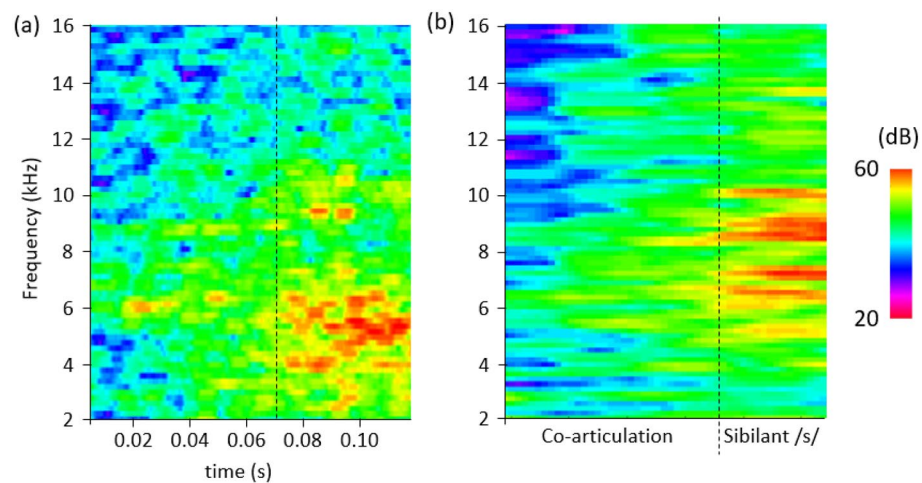 (a)
16
14
12
10
8
6
4
2
Frequency (kHz)
0.02 0.04 0.06 0.08 0.10
time (s)
(b)
16
14
12
10
8
6
4
2
Co-articulation Sibilant /s/
(dB)
60
20